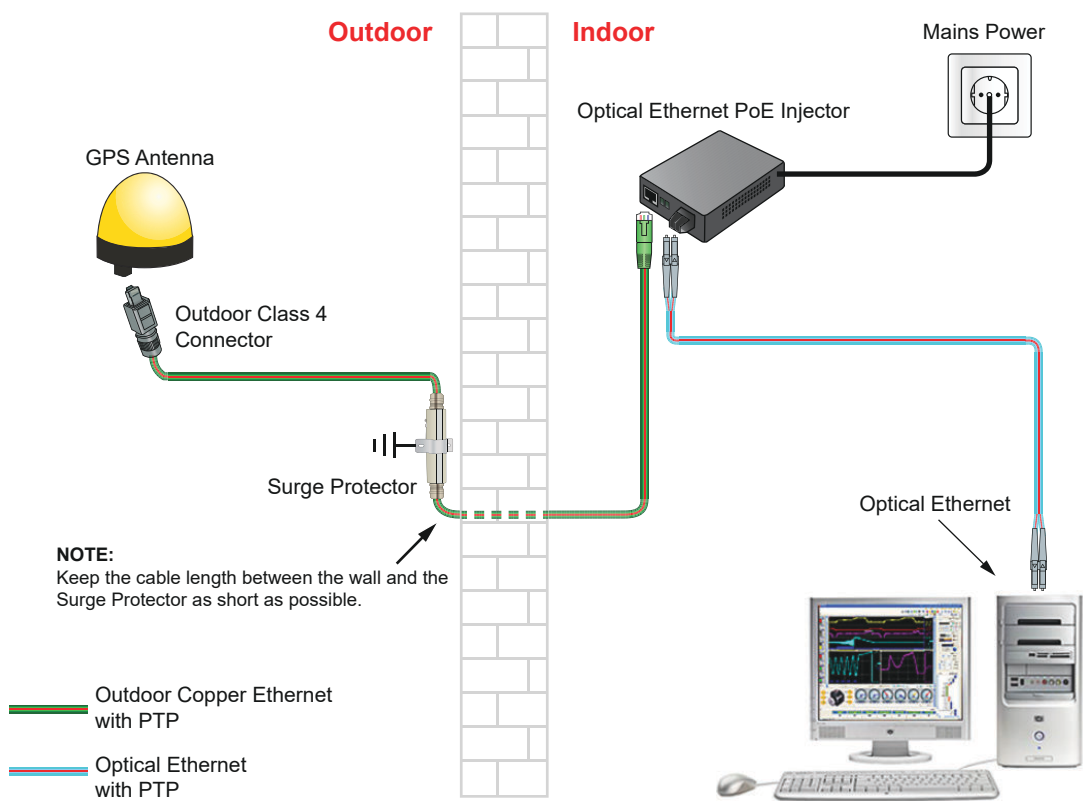 Outdoor
Indoor
Mains Power
Optical Ethernet PoE Injector
GPS Antenna
Outdoor Class 4
Connector
Surge Protector
Optical Ethernet
NOTE:
Keep the cable length between the wall and the
Surge Protector as short as possible.
Outdoor Copper Ethernet
with PTP
Optical Ethernet
with PTP